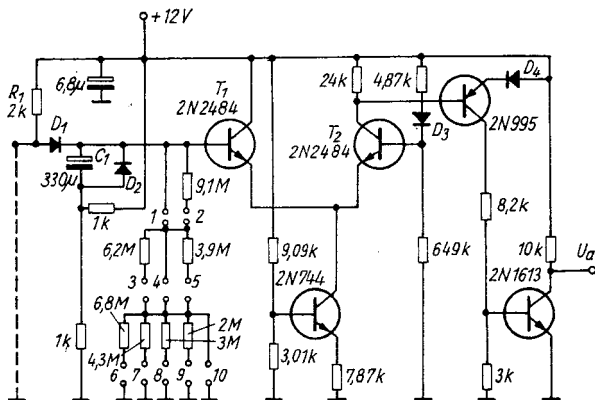 +12V
R1
2k
6,8µ
D1
C1
330µ
D2
1k
1k
T1
2N2484
9,1M
1
2
6,2M
3,9M
3
4
5
6,8M
4,3M
2M
3M
6
7
8
9
10
9,09k
3,01k
2N744
7,87k
24k
4,87k
T2
2N2484
D3
649k
D4
2N995
8,2k
10k
Ua
2N1613
3k